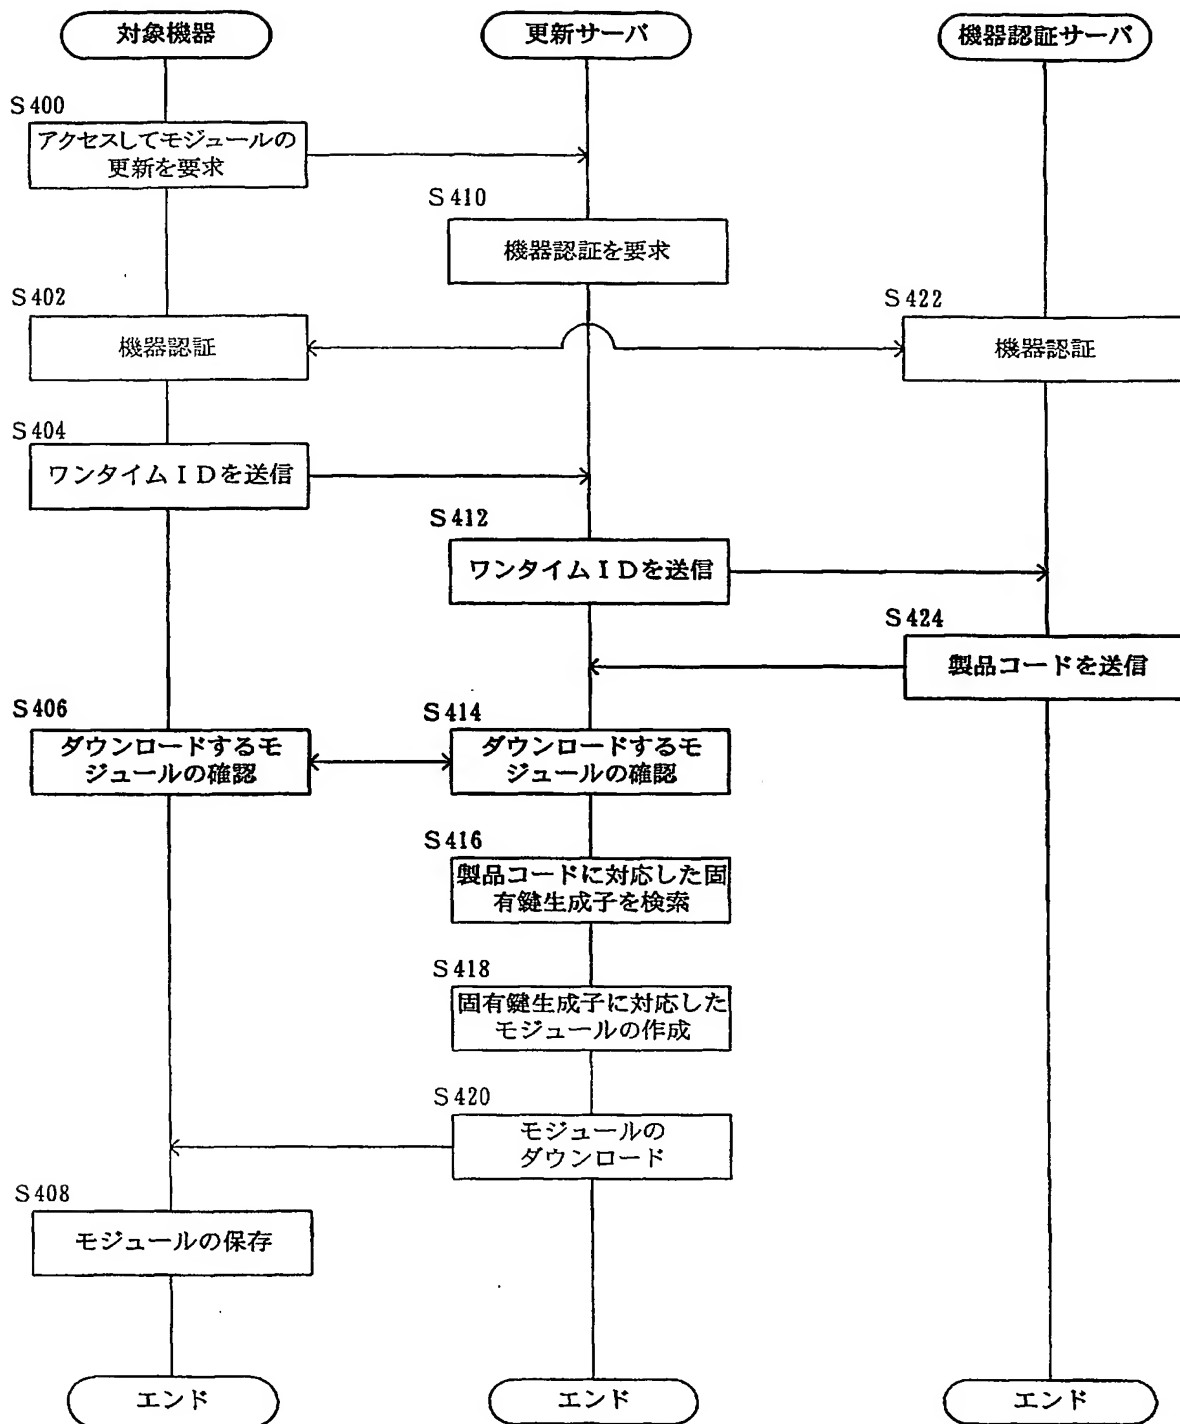 対象機器
更新サーバ
機器認証サーバ
S400
アクセスしてモジュールの
更新を要求
S410
機器認証を要求
S402
機器認証
S422
機器認証
S404
ワンタイムIDを送信
S412
ワンタイムIDを送信
S424
製品コードを送信
S406
ダウンロードするモ
ジュールの確認
S414
ダウンロードするモ
ジュールの確認
S416
製品コードに対応した固
有鍵生成子を検索
S418
固有鍵生成子に対応した
モジュールの作成
S420
モジュールの
ダウンロード
S408
モジュールの保存
エンド
エンド
エンド